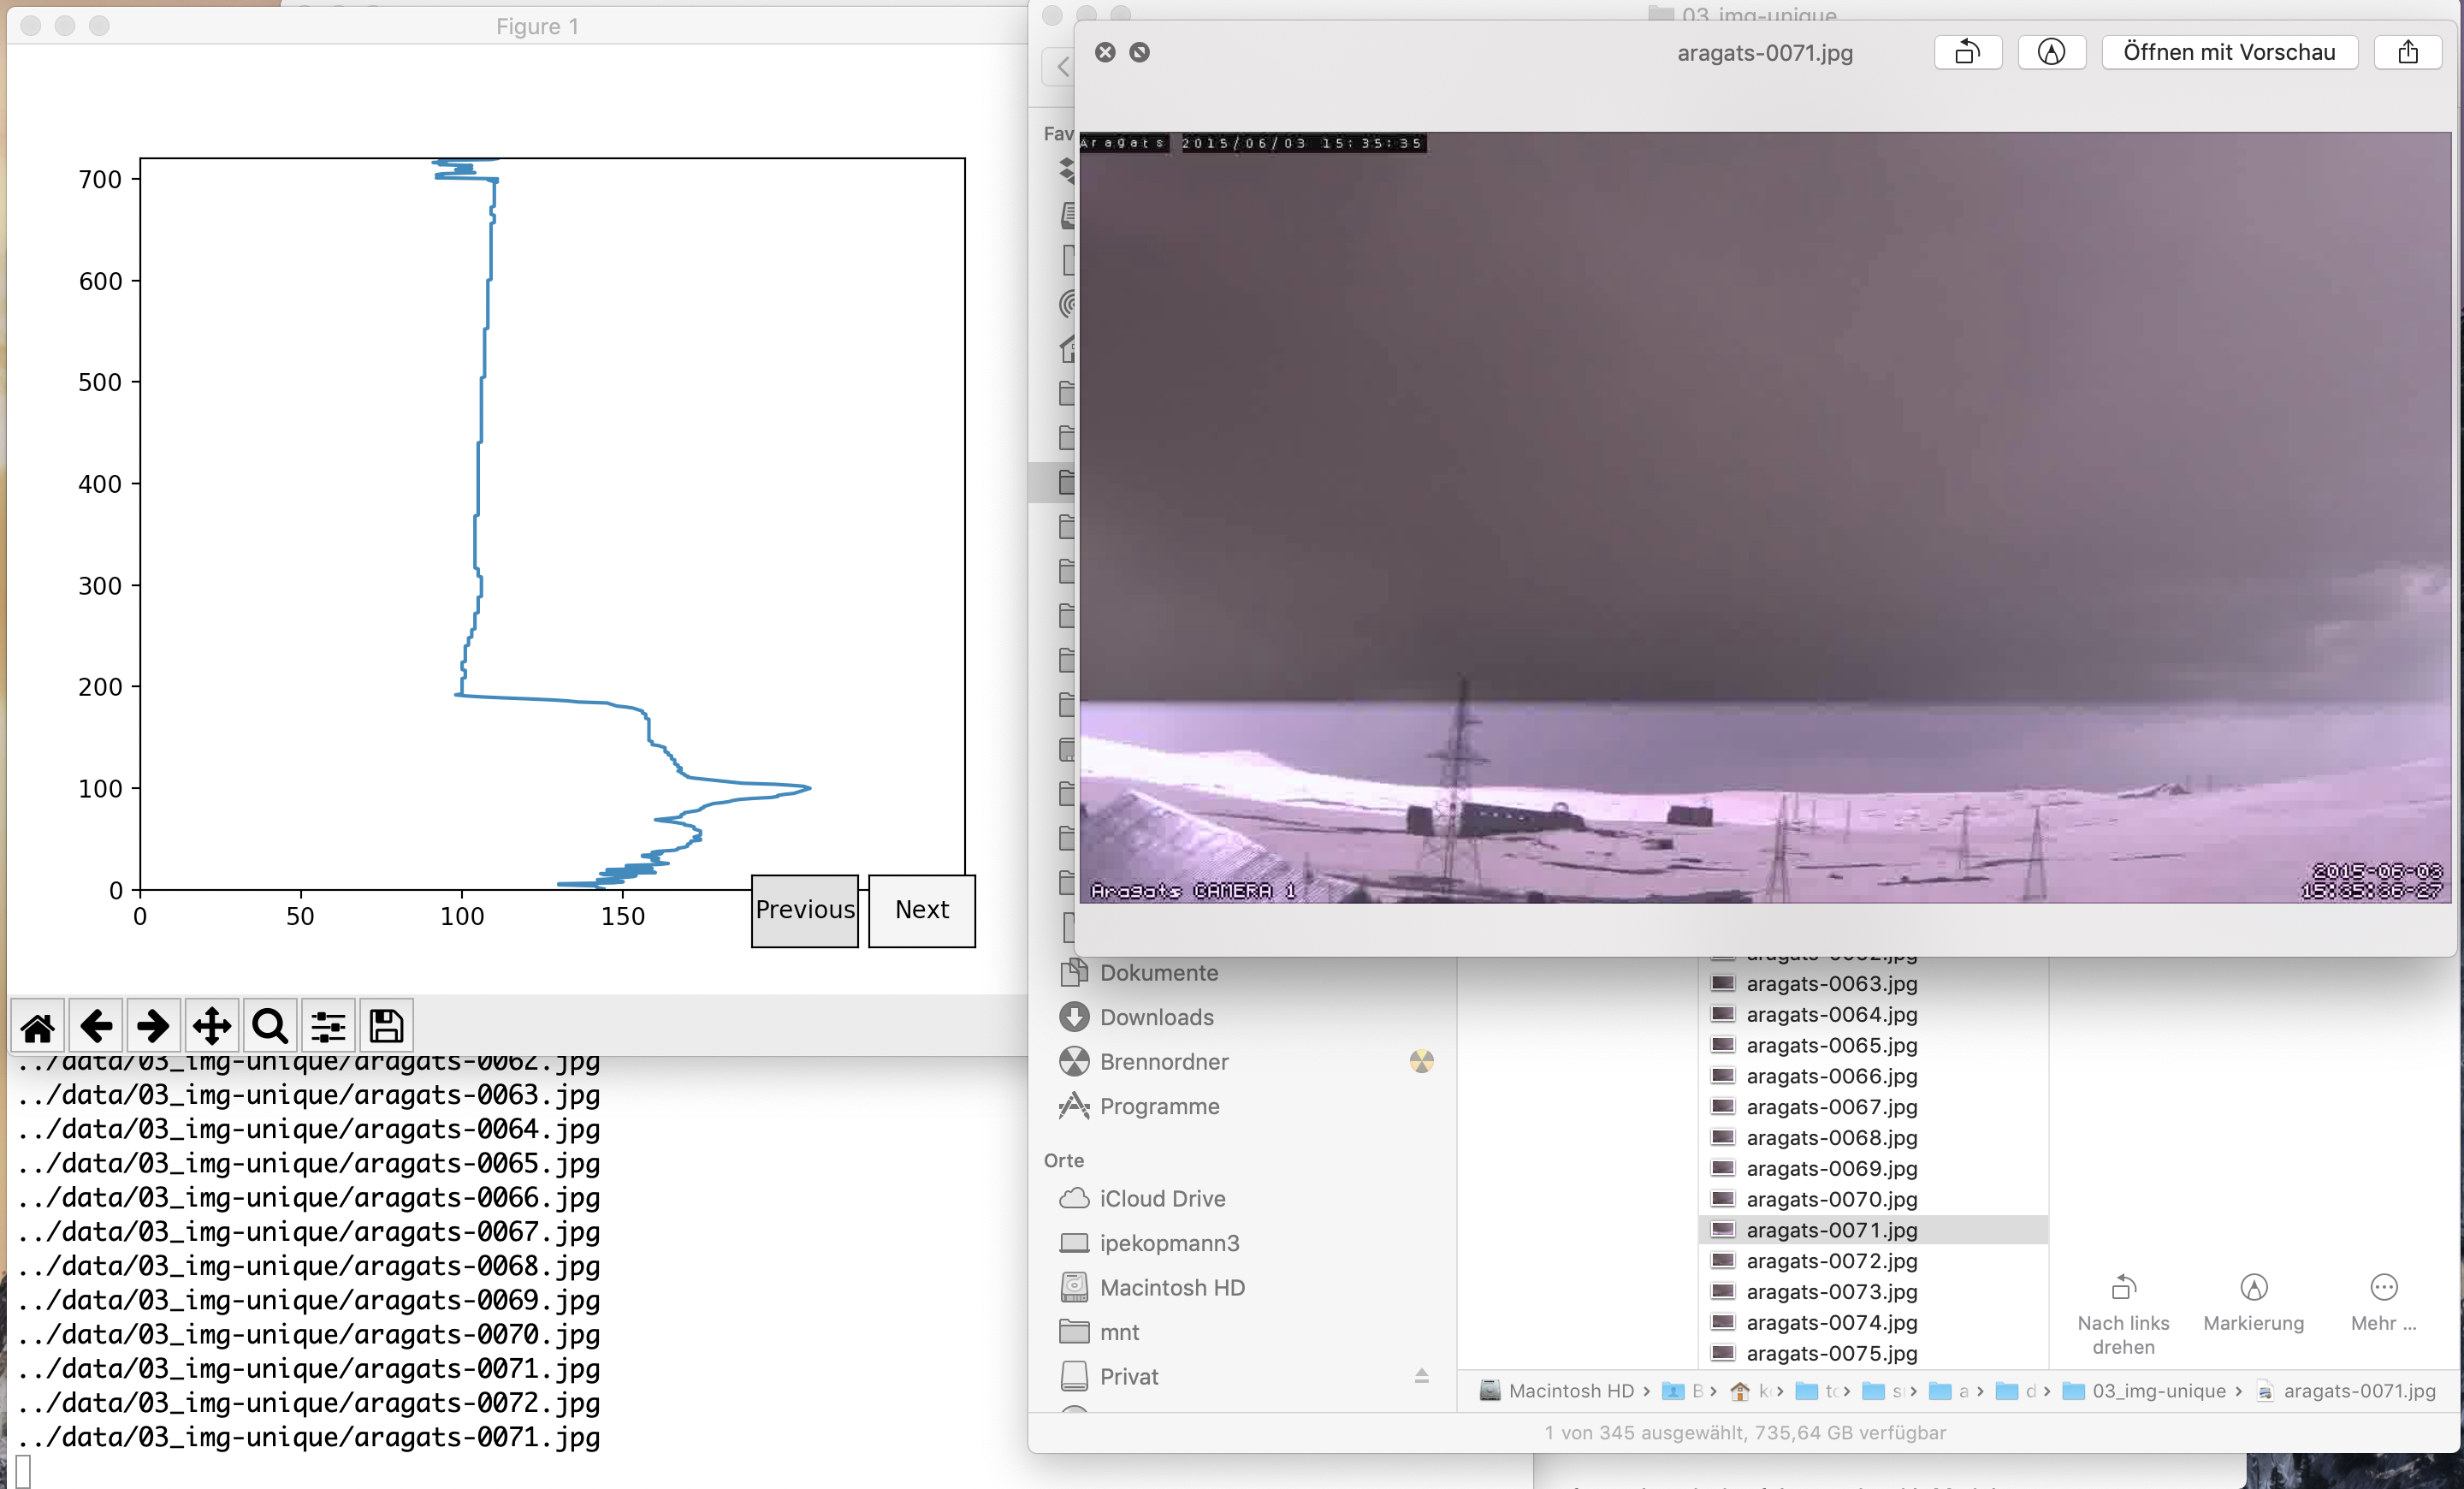 Figure 1
700
600
500
400
300
200
100
0
0
50
100
150
Previous
Next
../data/03_img-unique/aragats-0062.jpg
../data/03_img-unique/aragats-0063.jpg
../data/03_img-unique/aragats-0064.jpg
../data/03_img-unique/aragats-0065.jpg
../data/03_img-unique/aragats-0066.jpg
../data/03_img-unique/aragats-0067.jpg
../data/03_img-unique/aragats-0068.jpg
../data/03_img-unique/aragats-0069.jpg
../data/03_img-unique/aragats-0070.jpg
../data/03_img-unique/aragats-0071.jpg
../data/03_img-unique/aragats-0072.jpg
../data/03_img-unique/aragats-0071.jpg
03_img-unique
aragats-0071.jpg
Öffnen mit Vorschau
Fav
Aragats 2015/06/03 15:35:35
Aragats CAMERA 1
2015-06-03
15:35:36-27
Dokumente
Downloads
Brennordner
Programme
Orte
iCloud Drive
ipekopmann3
Macintosh HD
mnt
Privat
aragats-0062.jpg
aragats-0063.jpg
aragats-0064.jpg
aragats-0065.jpg
aragats-0066.jpg
aragats-0067.jpg
aragats-0068.jpg
aragats-0069.jpg
aragats-0070.jpg
aragats-0071.jpg
aragats-0072.jpg
aragats-0073.jpg
aragats-0074.jpg
aragats-0075.jpg
Nach links drehen
Markierung
Mehr ...
Macintosh HD › B › k › to › s › a › d › 03_img-unique › aragats-0071.jpg
1 von 345 ausgewählt, 735,64 GB verfügbar